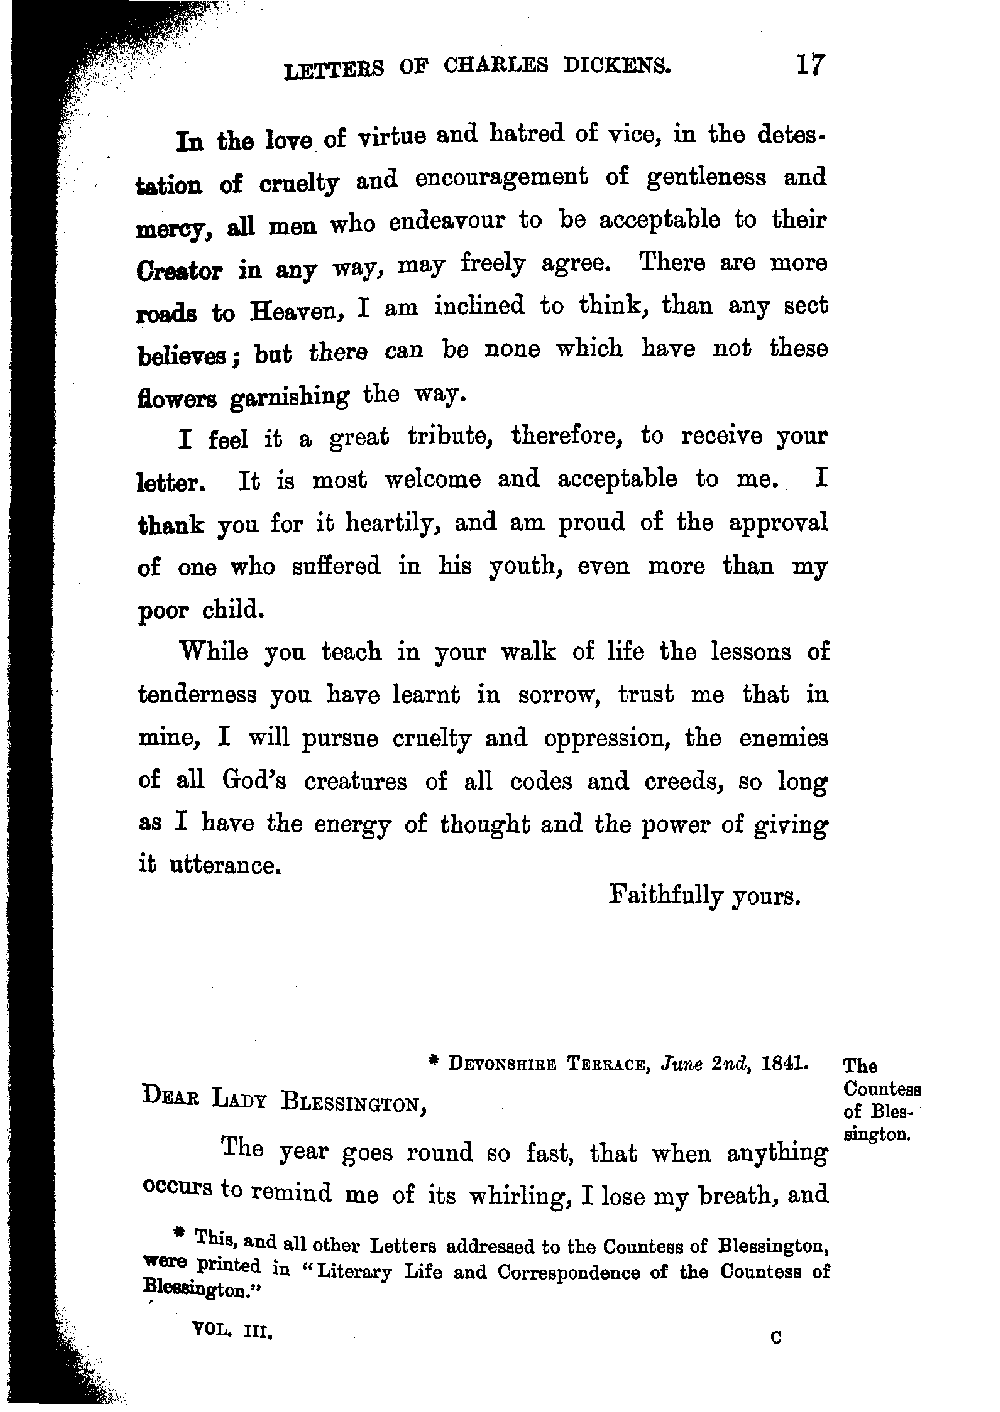 LETTERS OF CHARLES DICKENS. 17
In the love of virtue and hatred of vice, in the detes-
tation of cruelty and encouragement of gentleness and
mercy, all men who endeavour to be acceptable to their
Creator in any way, may freely agree. There are more
roads to Heaven, I am inclined to think, than any sect
believes; but there can be none which have not these
flowers garnishing the way.
I feel it a great tribute, therefore, to receive your
letter. It is most welcome and acceptable to me. I
thank you for it heartily, and am proud of the approval
of one who suffered in his youth, even more than my
poor child.
While you teach in your walk of life the lessons of
tenderness you have learnt in sorrow, trust me that in
mine, I will pursue cruelty and oppression, the enemies
of all God's creatures of all codes and creeds, so long
as I have the energy of thought and the power of giving
it utterance.
Faithfully yours.
* DEVONSHIRE TERRACE, June 2nd, 1841.
The
Countess
of Bles-
sington.
DEAR LADY BLESSINGTON,
The year goes round so fast, that when anything
occurs to remind me of its whirling, I lose my breath, and
* This, and all other Letters addressed to the Countess of Blessington,
were printed in "Literary Life and Correspondence of the Countess of
Blessington."
VOL. III. C